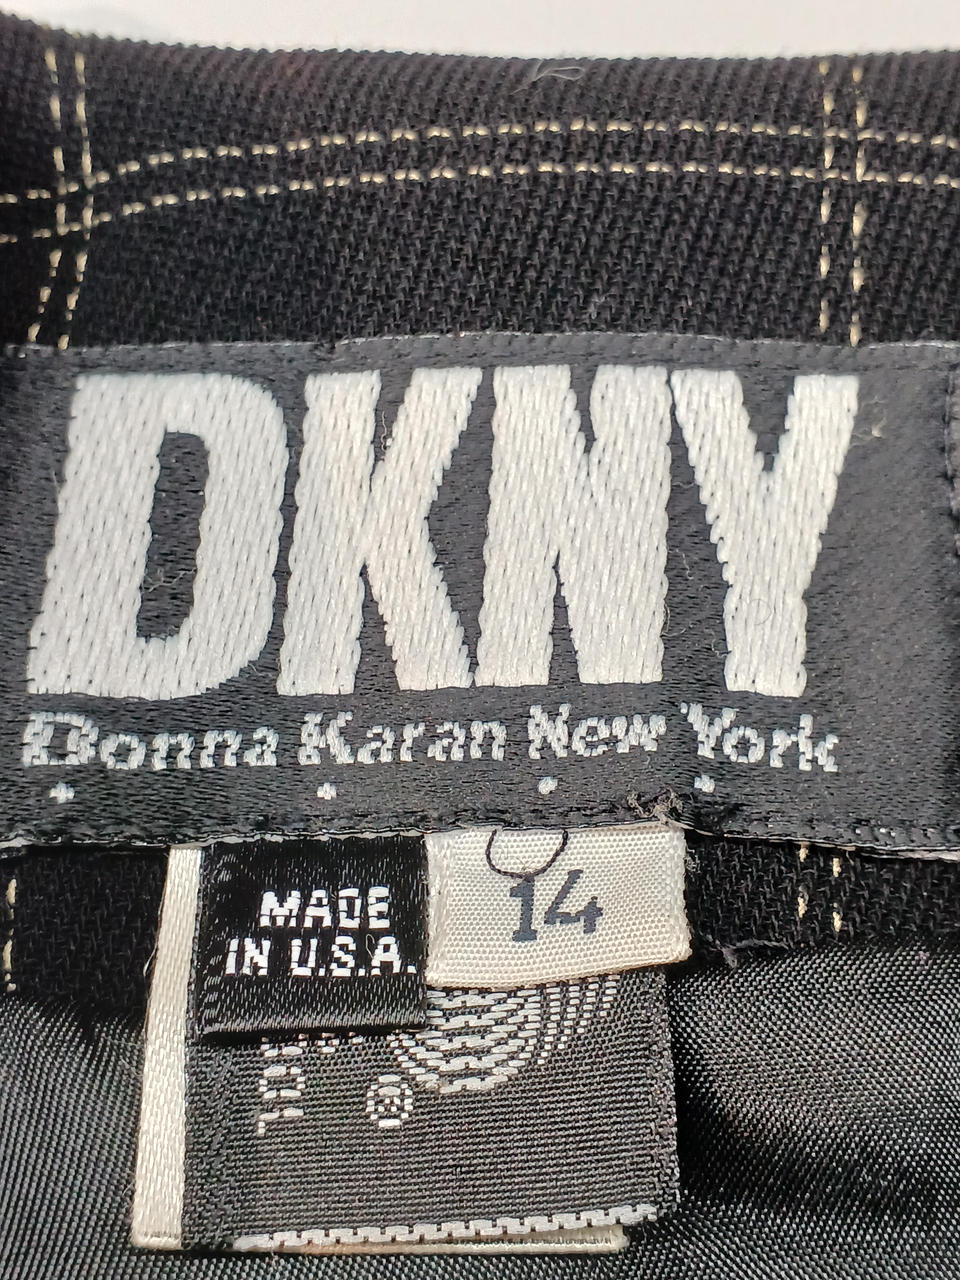 DKNY
Donna Karan New York
MADE
IN U.S.A.
14
®